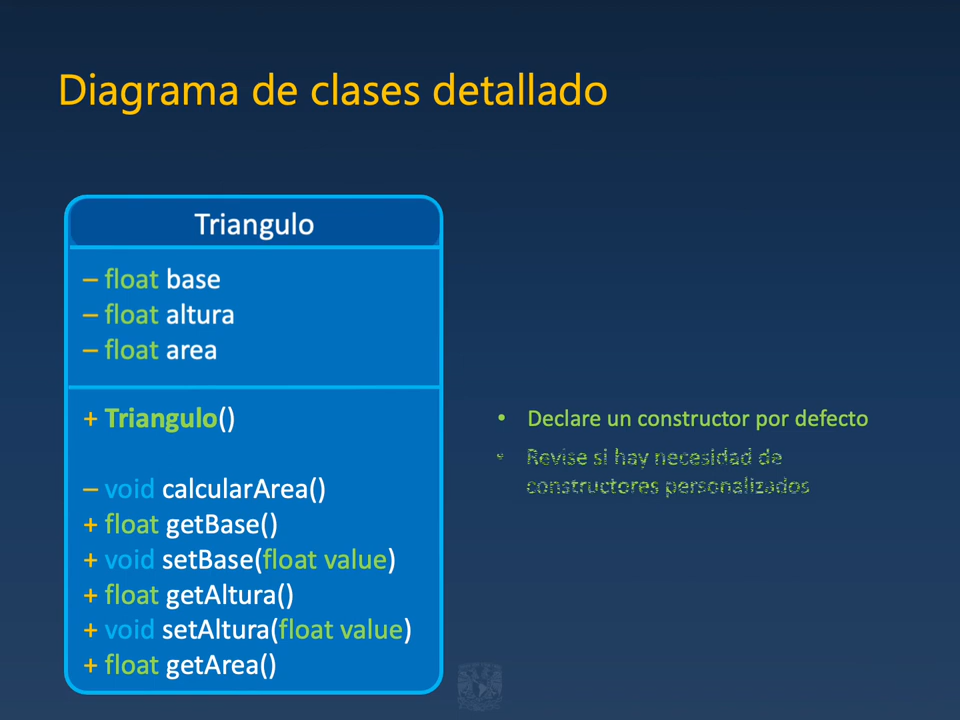 Diagrama de clases detallado
Triangulo
– float base
– float altura
– float area
+ Triangulo()
– void calcularArea()
+ float getBase()
+ void setBase(float value)
+ float getAltura()
+ void setAltura(float value)
+ float getArea()
• Declare un constructor por defecto
• Revise si hay necesidad de
constructores personalizados